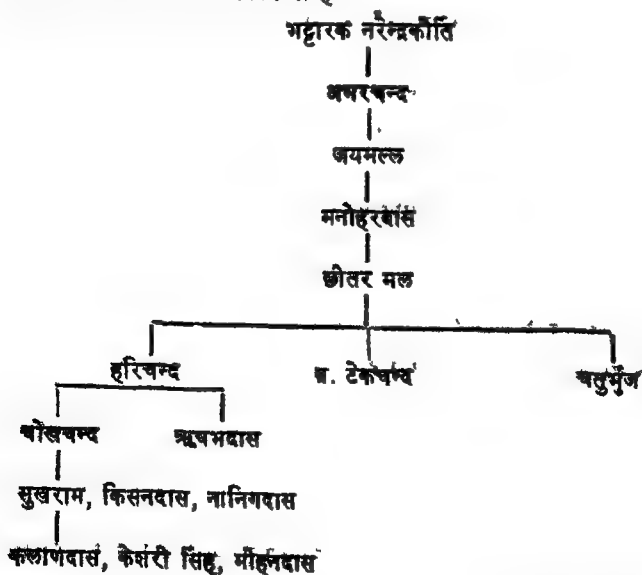 भट्टारक नरेन्द्रकीर्ति
अमरचन्द
जयमल्ल
मनोहरदास
छीतर मल
हरिचन्द ब्र. टेकचन्द चतुर्भुज
चोखचन्द ऋषभदास
सुखराम, किसनदास, नानिगदास
कलाणदास, केशरी सिंह, मोहनदास